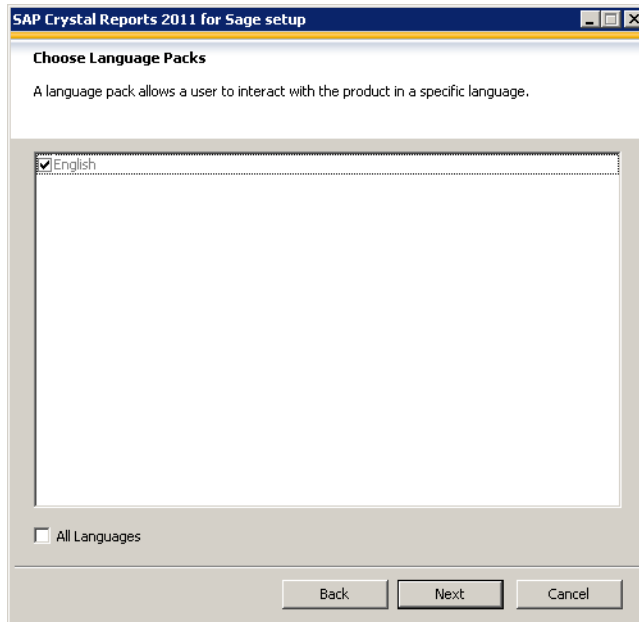 SAP Crystal Reports 2011 for Sage setup
Choose Language Packs
A language pack allows a user to interact with the product in a specific language.
English
All Languages
Back Next Cancel